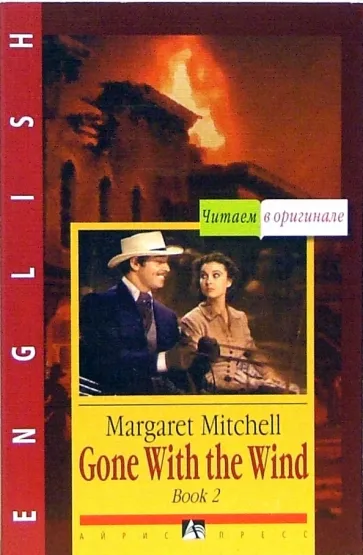 ENGLISH
Читаем в оригинале
Margaret Mitchell
Gone With the Wind
Book 2
АЙРИС ПРЕСС